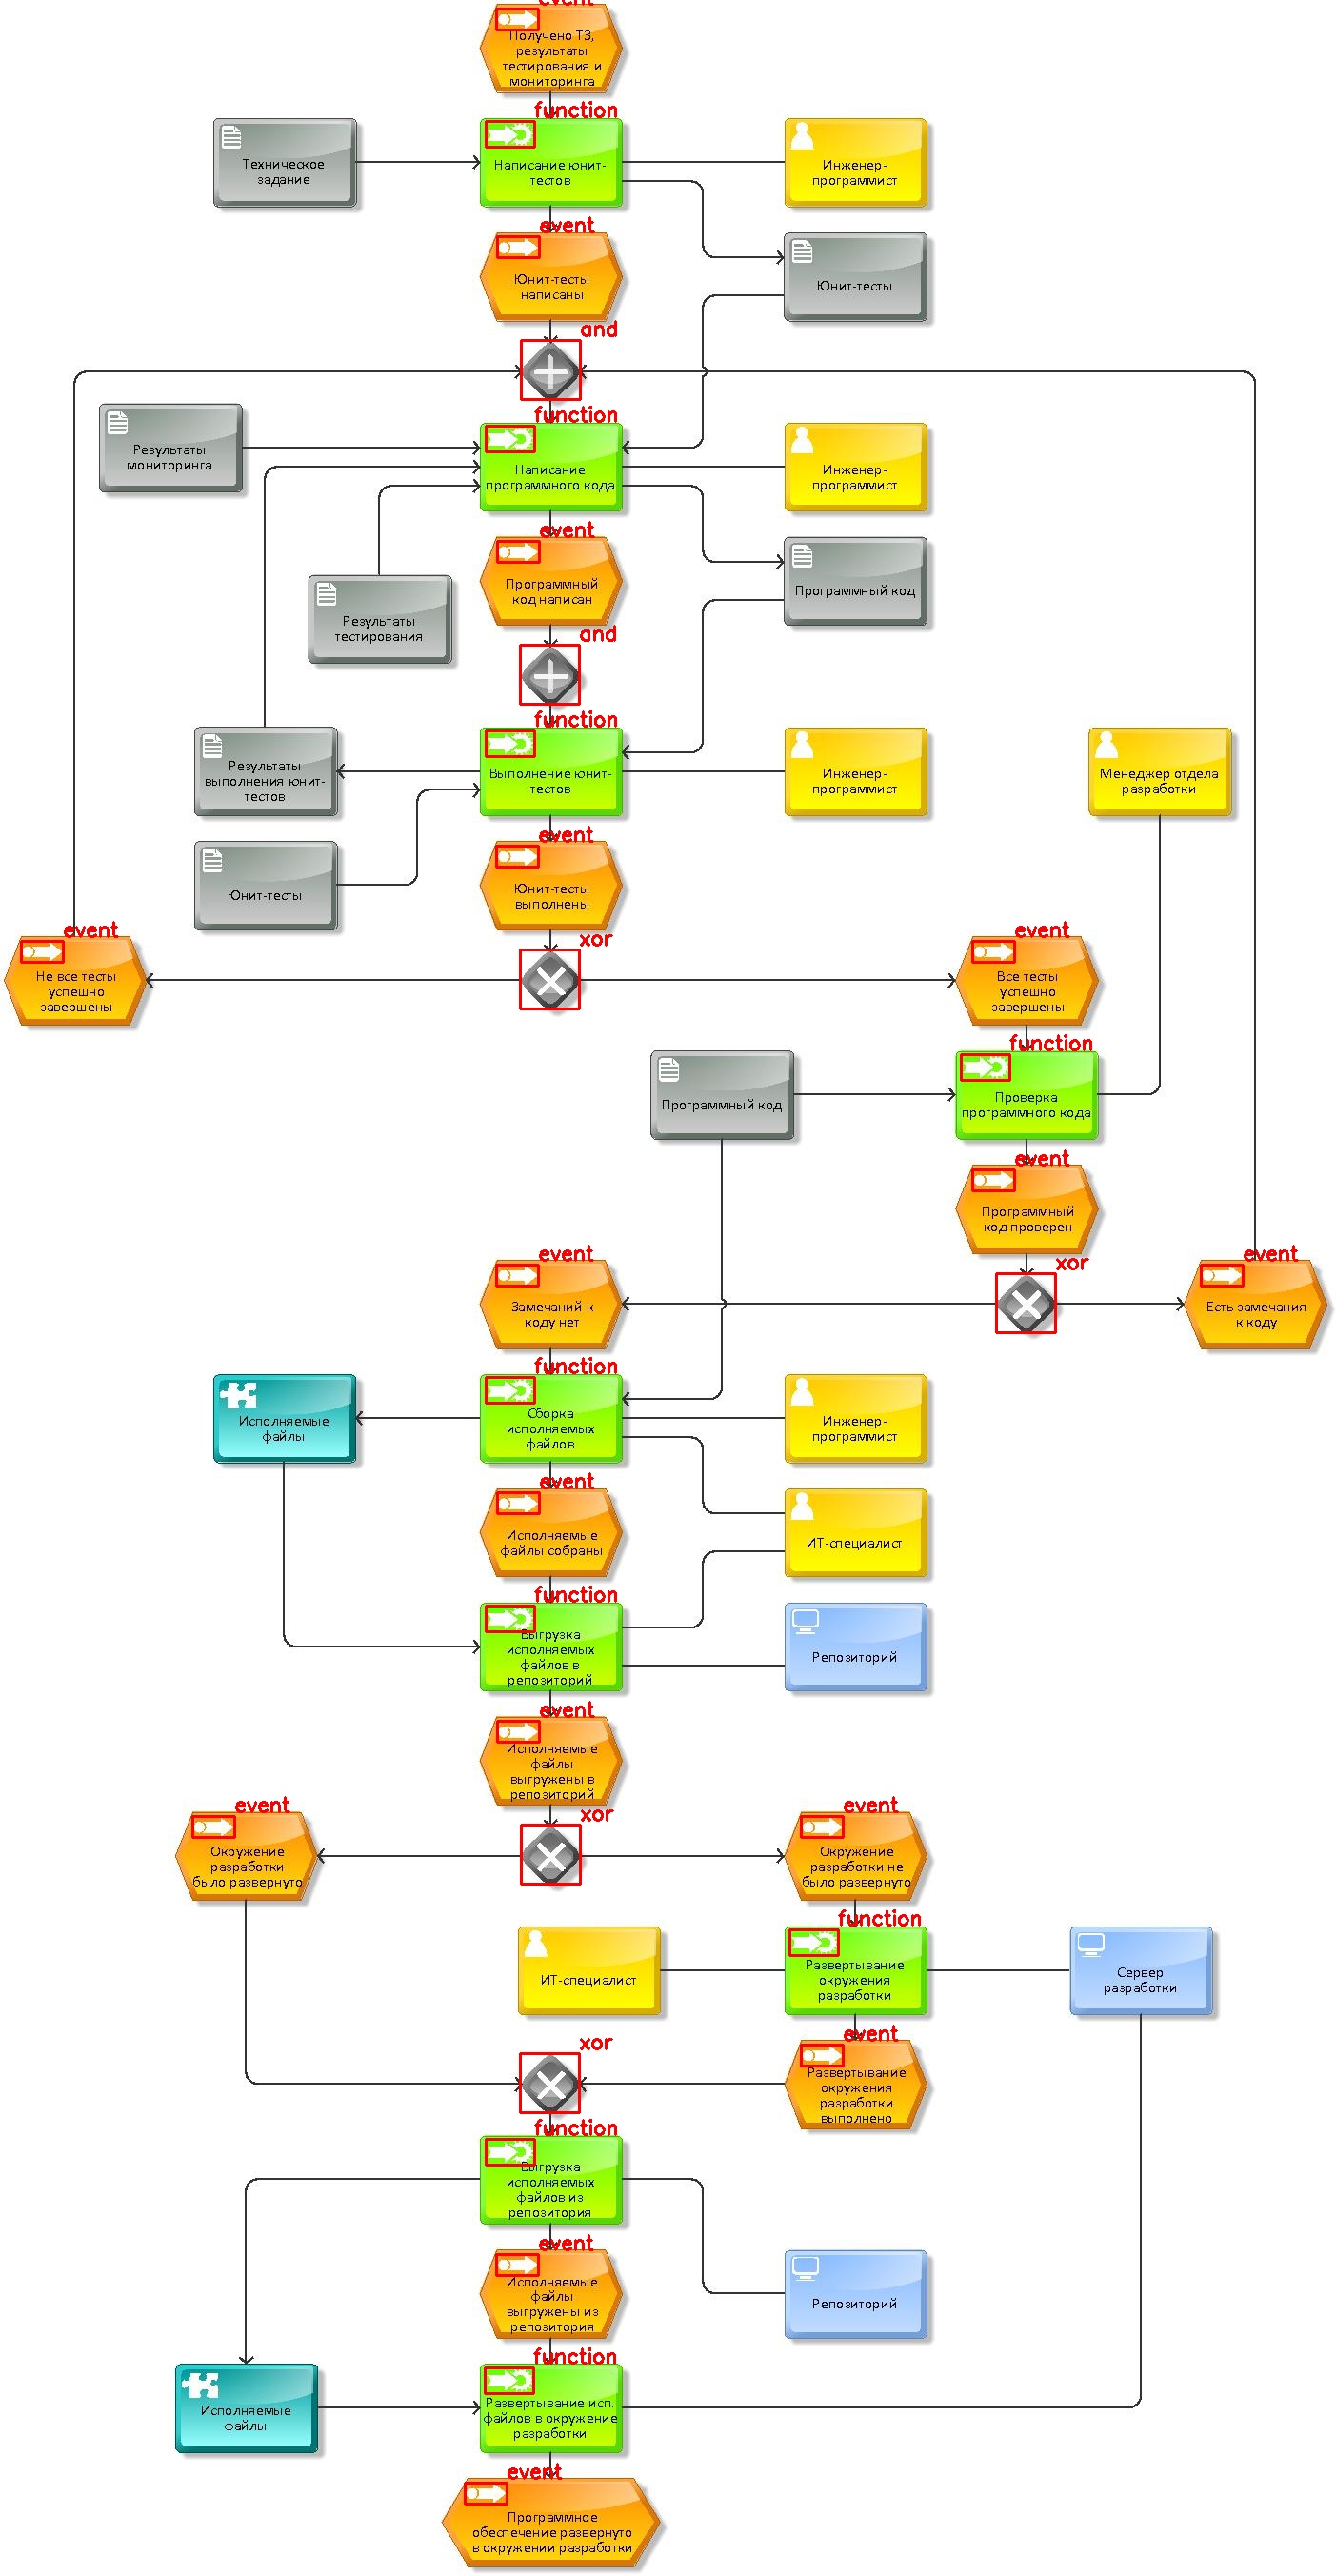 event
Получено ТЗ,
результаты
тестирования и
мониторинга
function
Техническое
задание
Написание юнит-
тестов
Инженер-
программист
event
Юнит-тесты
написаны
Юнит-тесты
and
function
Результаты
мониторинга
Написание
программного кода
Инженер-
программист
event
Программный
код написан
Программный код
Результаты
тестирования
and
function
Результаты
выполнения юнит-
тестов
Выполнение юнит-
тестов
Инженер-
программист
Менеджер отдела
разработки
event
Юнит-тесты
Юнит-тесты
выполнены
event
Не все тесты
успешно
завершены
xor
event
Все тесты
успешно
завершены
function
Программный код
Проверка
программного кода
event
Программный
код проверен
event
Замечаний к
коду нет
xor
event
Есть замечания
к коду
function
Исполняемые
файлы
Сборка
исполняемых
файлов
Инженер-
программист
event
Исполняемые
файлы собраны
ИТ-специалист
function
Выгрузка
исполняемых
файлов в
репозиторий
Репозиторий
event
Исполняемые
файлы
выгружены в
репозиторий
event
Окружение
разработки
было развернуто
xor
event
Окружение
разработки не
было развернуто
function
ИТ-специалист
Развертывание
окружения
разработки
Сервер
разработки
xor
event
Развертывание
окружения
разработки
выполнено
function
Выгрузка
исполняемых
файлов из
репозитория
event
Исполняемые
файлы
выгружены из
репозитория
Репозиторий
function
Исполняемые
файлы
Развертывание исп.
файлов в окружение
разработки
event
Программное
обеспечение развернуто
в окружении разработки